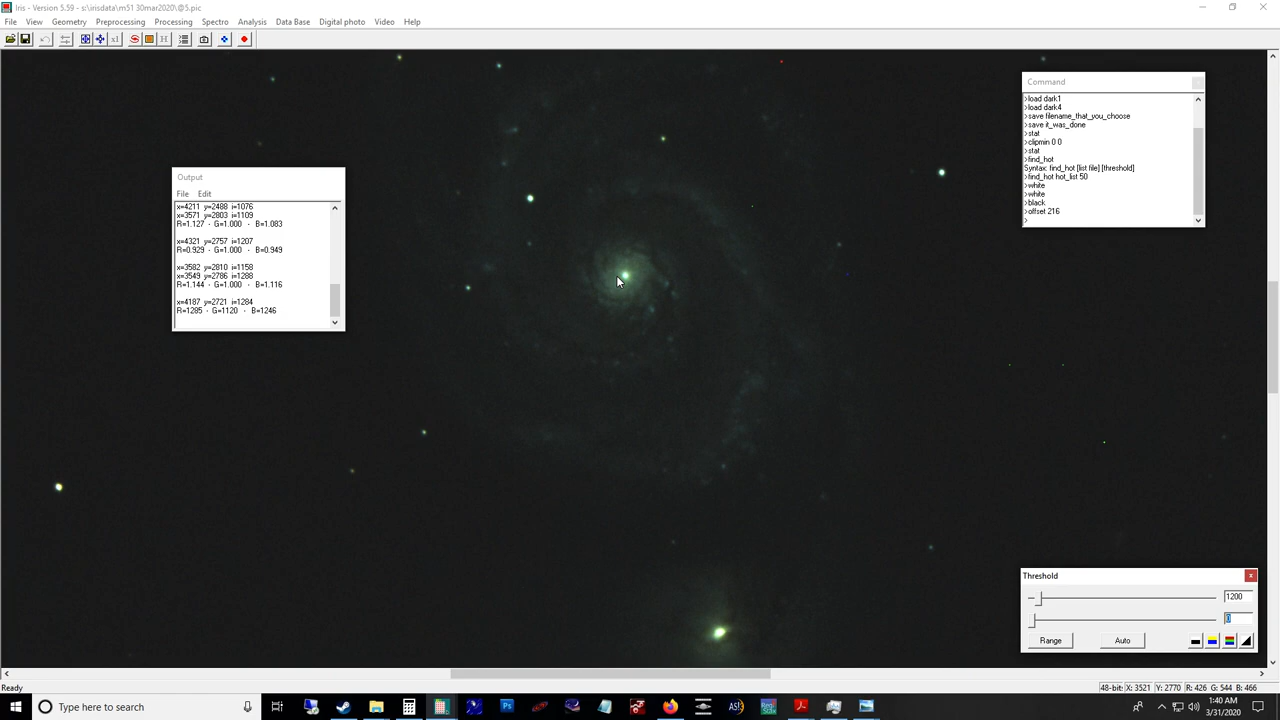 Iris - Version 5.59 - s:\irisdata\m51 30mar2020\@5.pic
File View Geometry Preprocessing Processing Spectro Analysis Data Base Digital photo Video Help
x1
H
Command
>load dark1
>load dark4
>save filename_that_you_choose
>save it_was_done
>stat
>clipmin 0 0
>stat
>find_hot
Syntax: find_hot [list file] [threshold]
>find_hot hot_list 50
>white
>white
>black
>offset 216
>
Output
File Edit
x=4211 y=2488 i=1076
x=3571 y=2803 i=1109
R=1.127 - G=1.000 - B=1.083
x=4321 y=2757 i=1207
R=0.929 - G=1.000 - B=0.949
x=3582 y=2810 i=1158
x=3549 y=2786 i=1288
R=1.144 - G=1.000 - B=1.116
x=4187 y=2721 i=1284
R=1285 - G=1120 - B=1246
Threshold
1200
0
Range Auto
Ready
48-bit: X: 3521 Y: 2770 R: 426 G: 544 B: 466
Type here to search
1:40 AM
3/31/2020